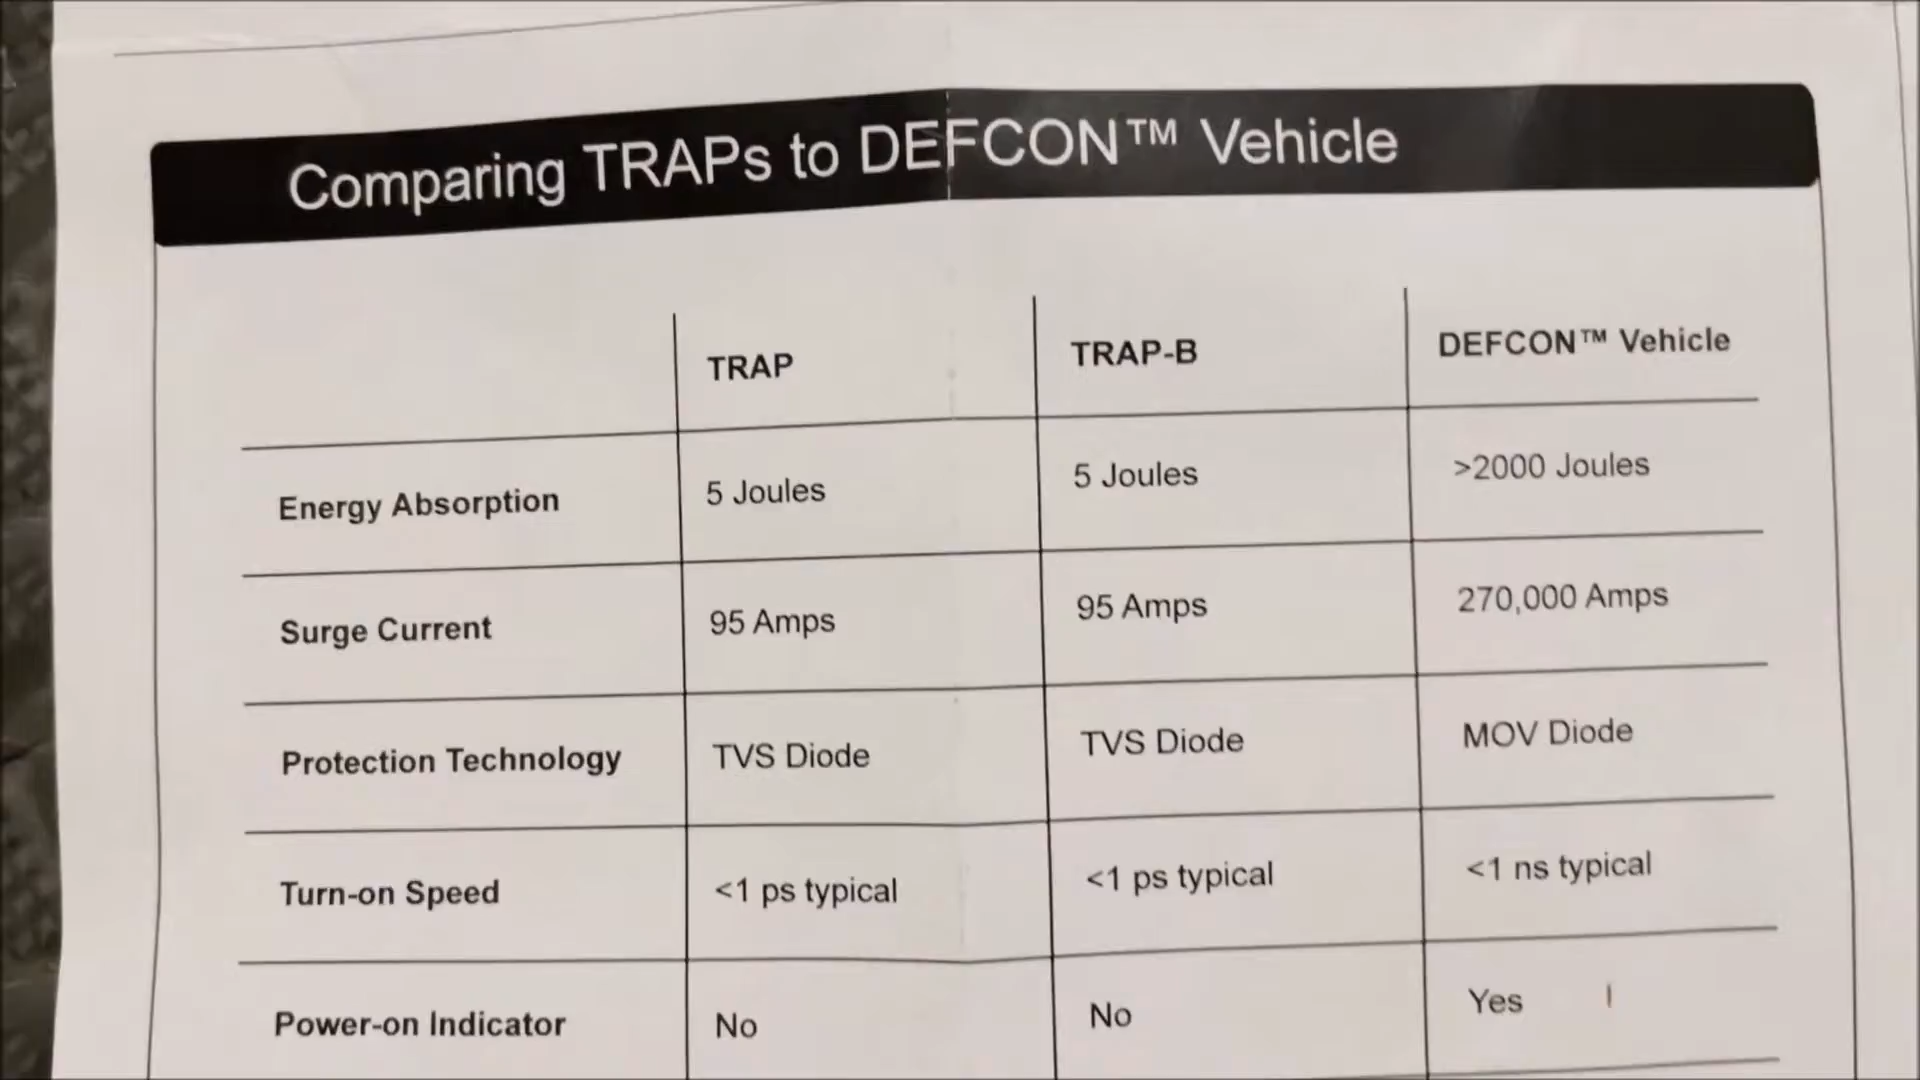 Comparing TRAPs to DEFCON™ Vehicle
TRAP TRAP-B DEFCON™ Vehicle
Energy Absorption 5 Joules 5 Joules >2000 Joules
Surge Current 95 Amps 95 Amps 270,000 Amps
Protection Technology TVS Diode TVS Diode MOV Diode
Turn-on Speed <1 ps typical <1 ps typical <1 ns typical
Power-on Indicator No No Yes